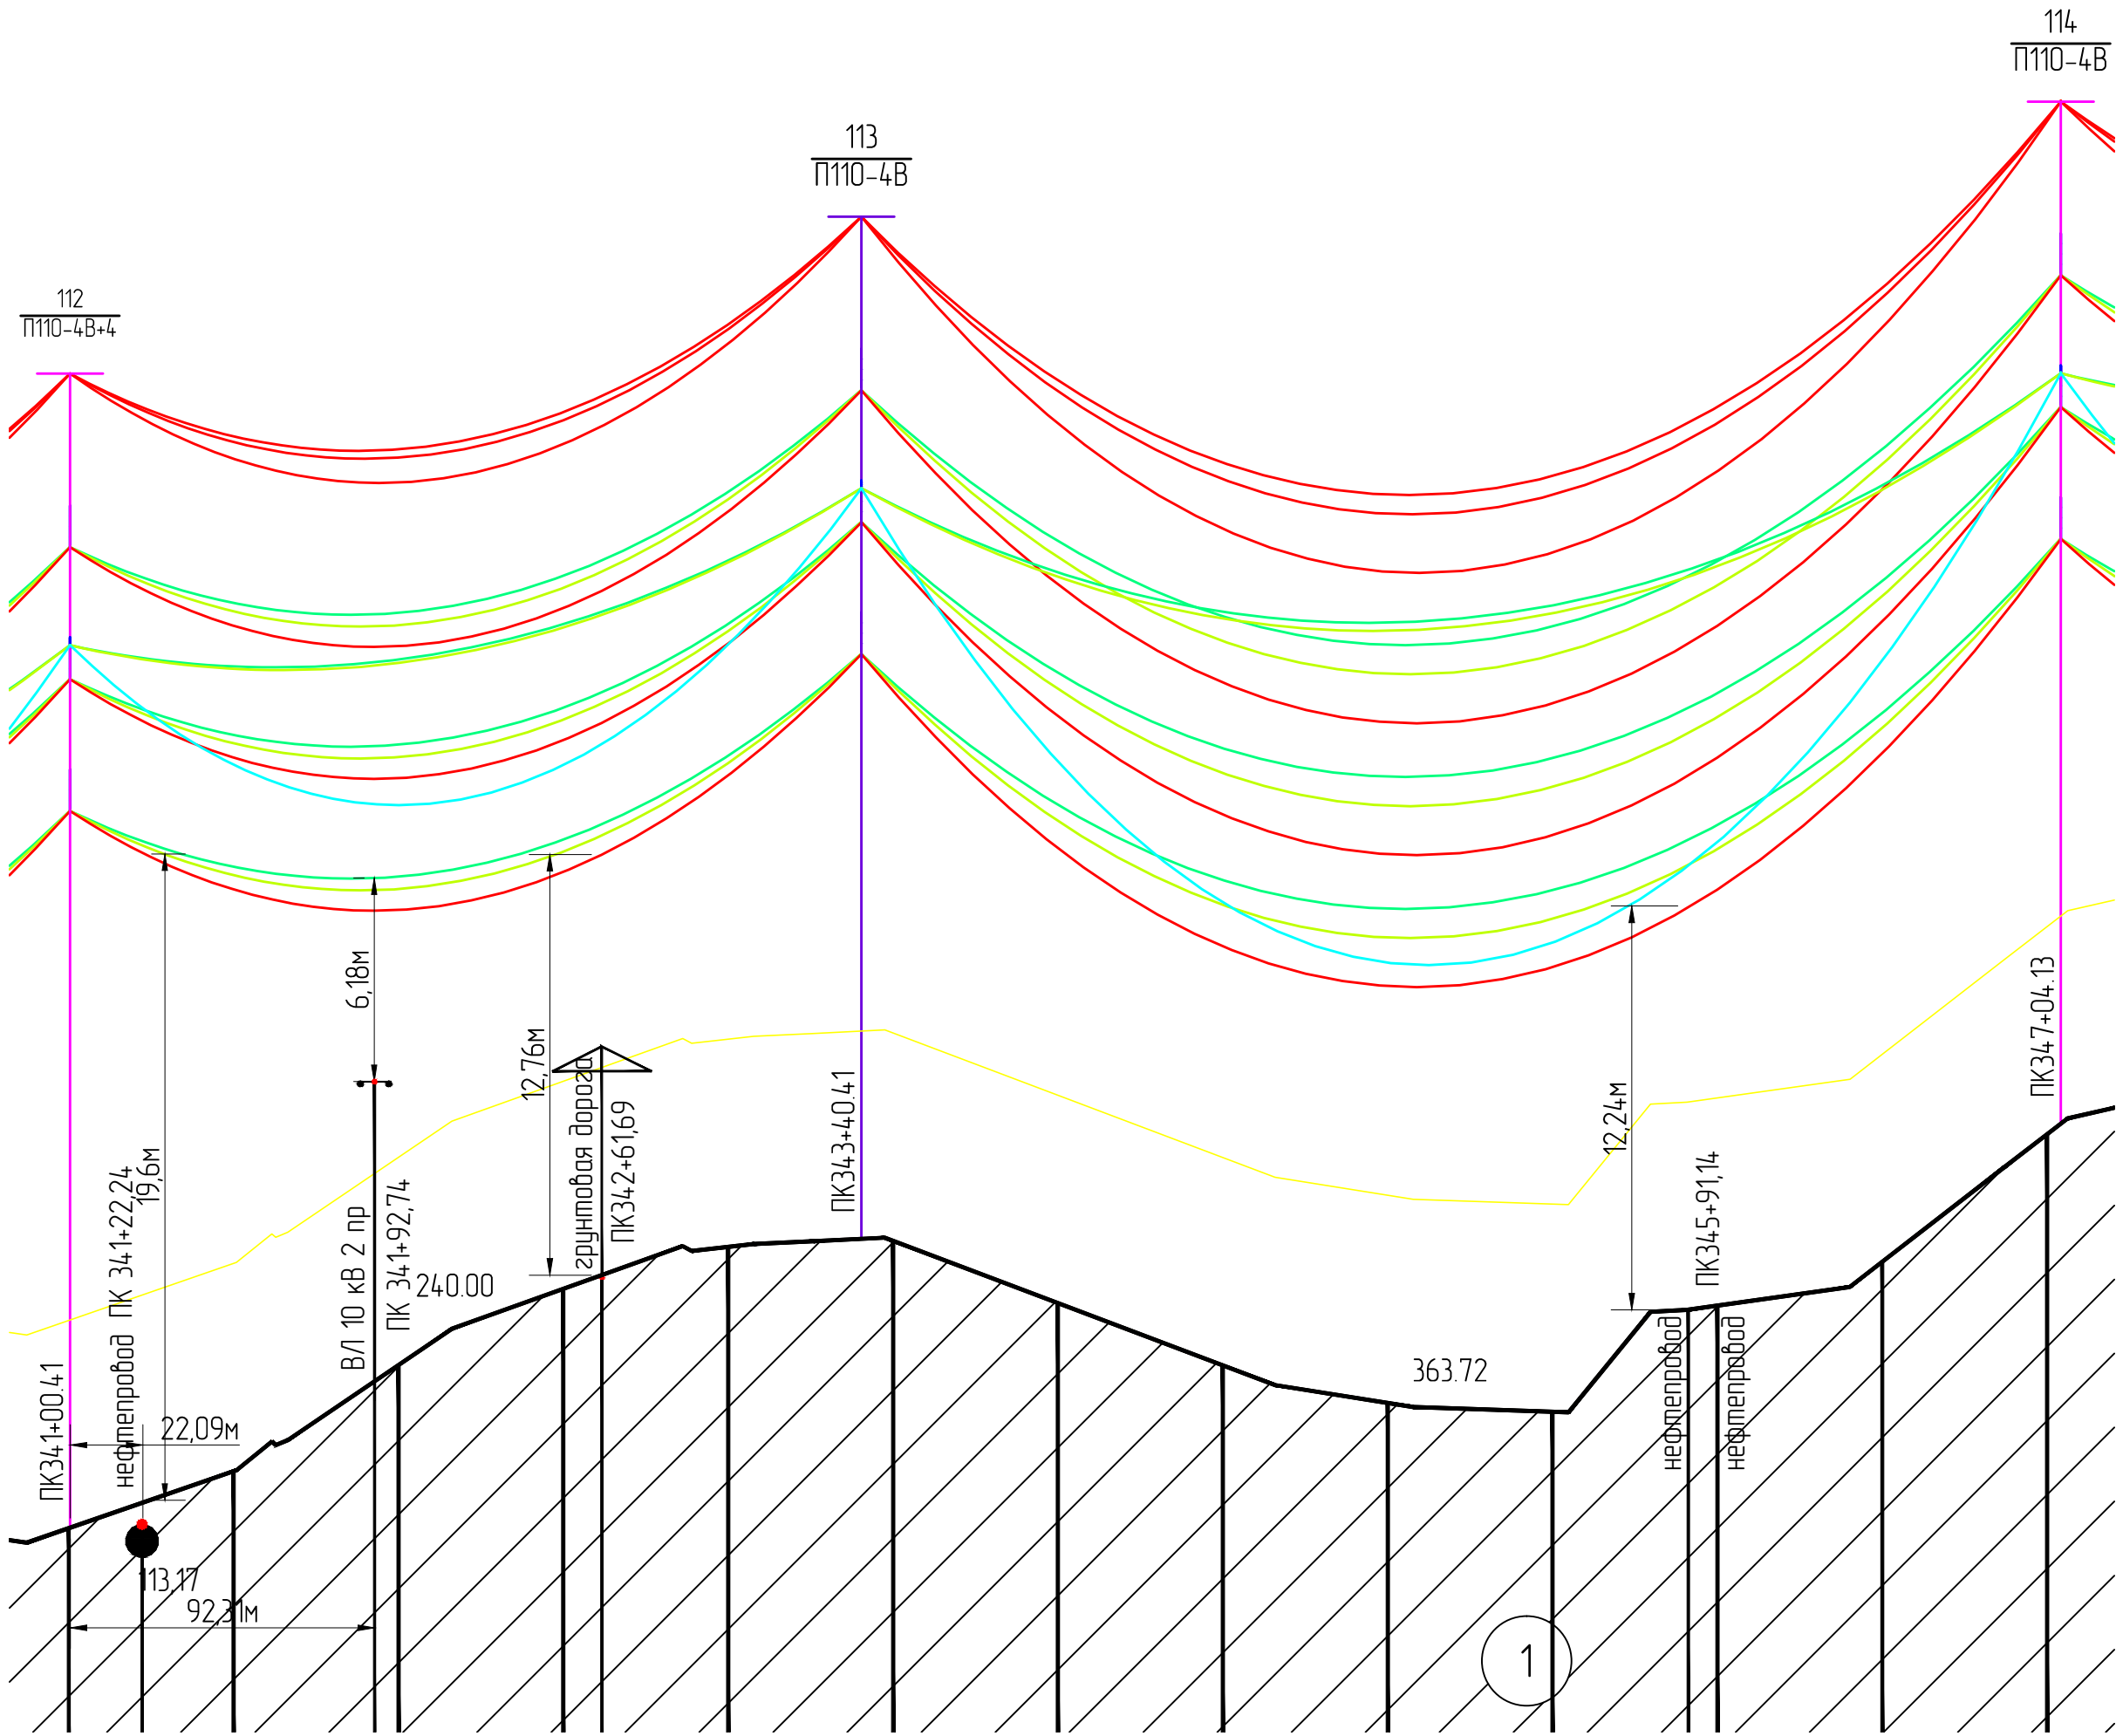 114
П110-4В
113
П110-4В
112
П110-4В+4
6,18м
12,76м
19,6м
12,24м
ПК341+00.41
нефтепровод ПК 341+22,24
ВЛ 10 кВ 2 пр
ПК 341+92,74
240.00
грунтовая дорога
ПК342+61,69
ПК343+40.41
363.72
нефтепровод
ПК345+91,14
нефтепровод
ПК347+04.13
22,09м
113,17
92,31м
1